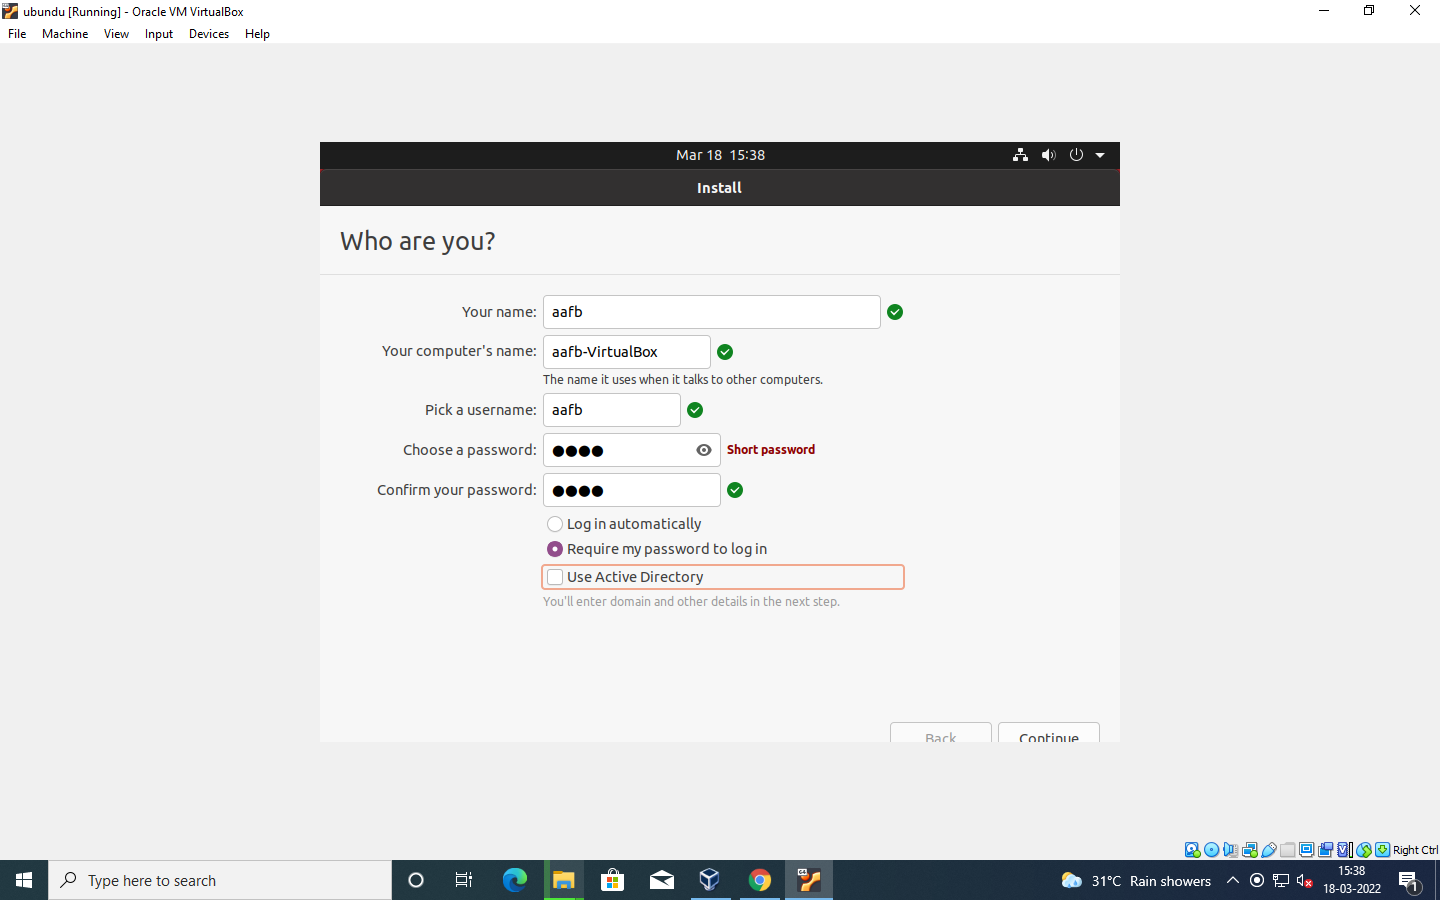 ubundu [Running] - Oracle VM VirtualBox
File Machine View Input Devices Help
Mar 18 15:38
Install
Who are you?
Your name: aafb
Your computer's name: aafb-VirtualBox
The name it uses when it talks to other computers.
Pick a username: aafb
Choose a password: ●●●● Short password
Confirm your password: ●●●●
Log in automatically
Require my password to log in
Use Active Directory
You'll enter domain and other details in the next step.
Back Continue
Right Ctrl
Type here to search
31°C Rain showers
15:38
18-03-2022
1